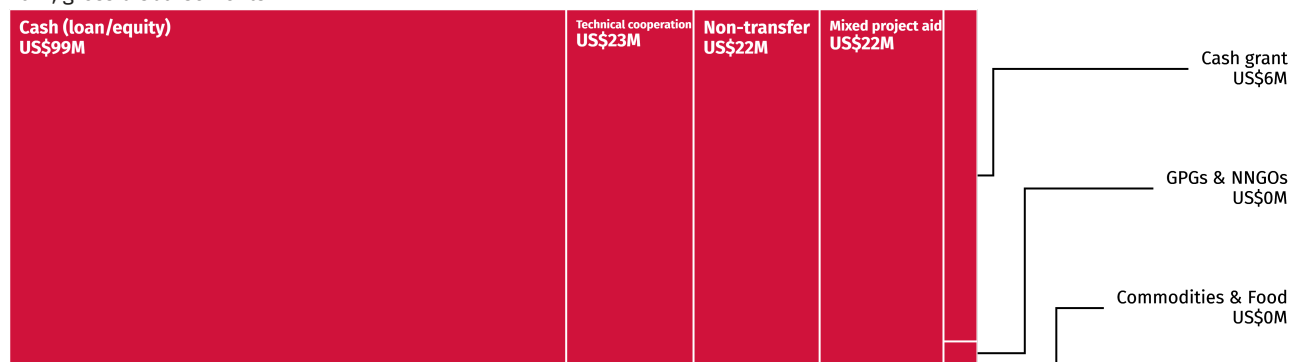 Cash (loan/equity)
US$99M
Technical cooperation
US$23M
Non-transfer
US$22M
Mixed project aid
US$22M
Cash grant
US$6M
GPGs & NNGOs
US$0M
Commodities & Food
US$0M